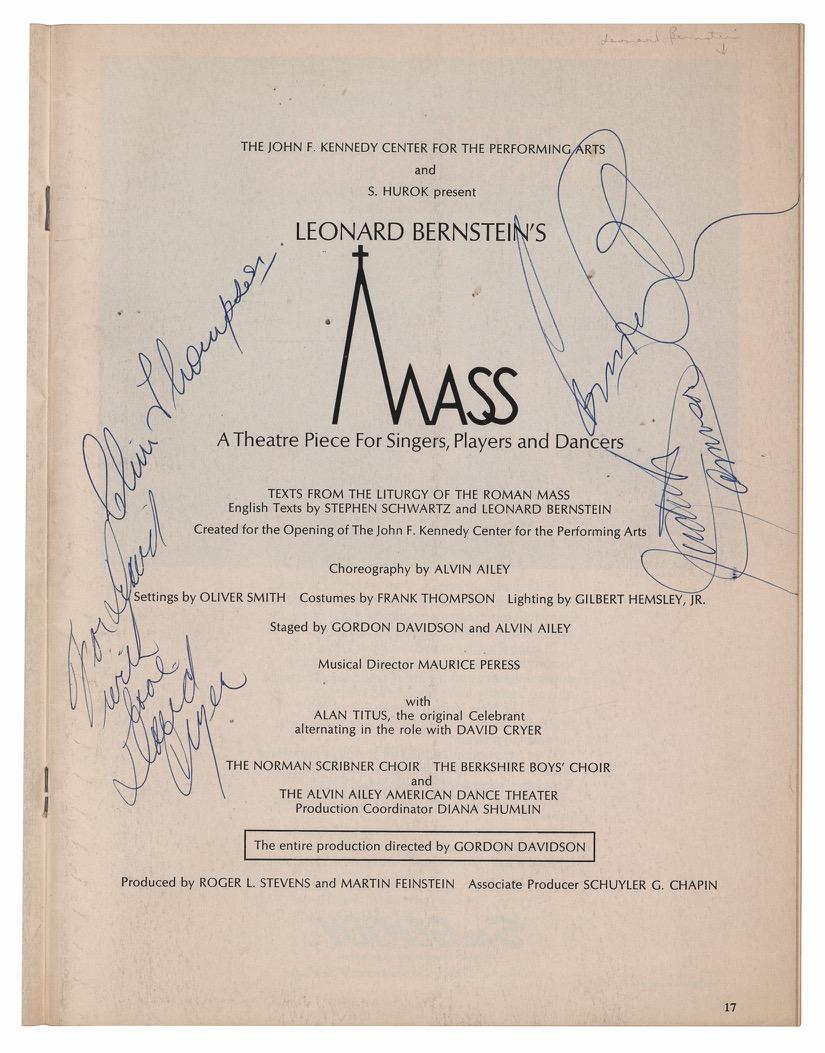 Leonard Bernstein
THE JOHN F. KENNEDY CENTER FOR THE PERFORMING ARTS
and
S. HUROK present
LEONARD BERNSTEIN'S
MASS
A Theatre Piece For Singers, Players and Dancers
TEXTS FROM THE LITURGY OF THE ROMAN MASS
English Texts by STEPHEN SCHWARTZ and LEONARD BERNSTEIN
Created for the Opening of The John F. Kennedy Center for the Performing Arts
Choreography by ALVIN AILEY
Settings by OLIVER SMITH Costumes by FRANK THOMPSON Lighting by GILBERT HEMSLEY, JR.
Staged by GORDON DAVIDSON and ALVIN AILEY
Musical Director MAURICE PERESS
with
ALAN TITUS, the original Celebrant
alternating in the role with DAVID CRYER
THE NORMAN SCRIBNER CHOIR THE BERKSHIRE BOYS' CHOIR
and
THE ALVIN AILEY AMERICAN DANCE THEATER
Production Coordinator DIANA SHUMLIN
The entire production directed by GORDON DAVIDSON
Produced by ROGER L. STEVENS and MARTIN FEINSTEIN Associate Producer SCHUYLER G. CHAPIN
17
Clive Thompson
For David
with
love
David
Cryer
Judith
Jamison